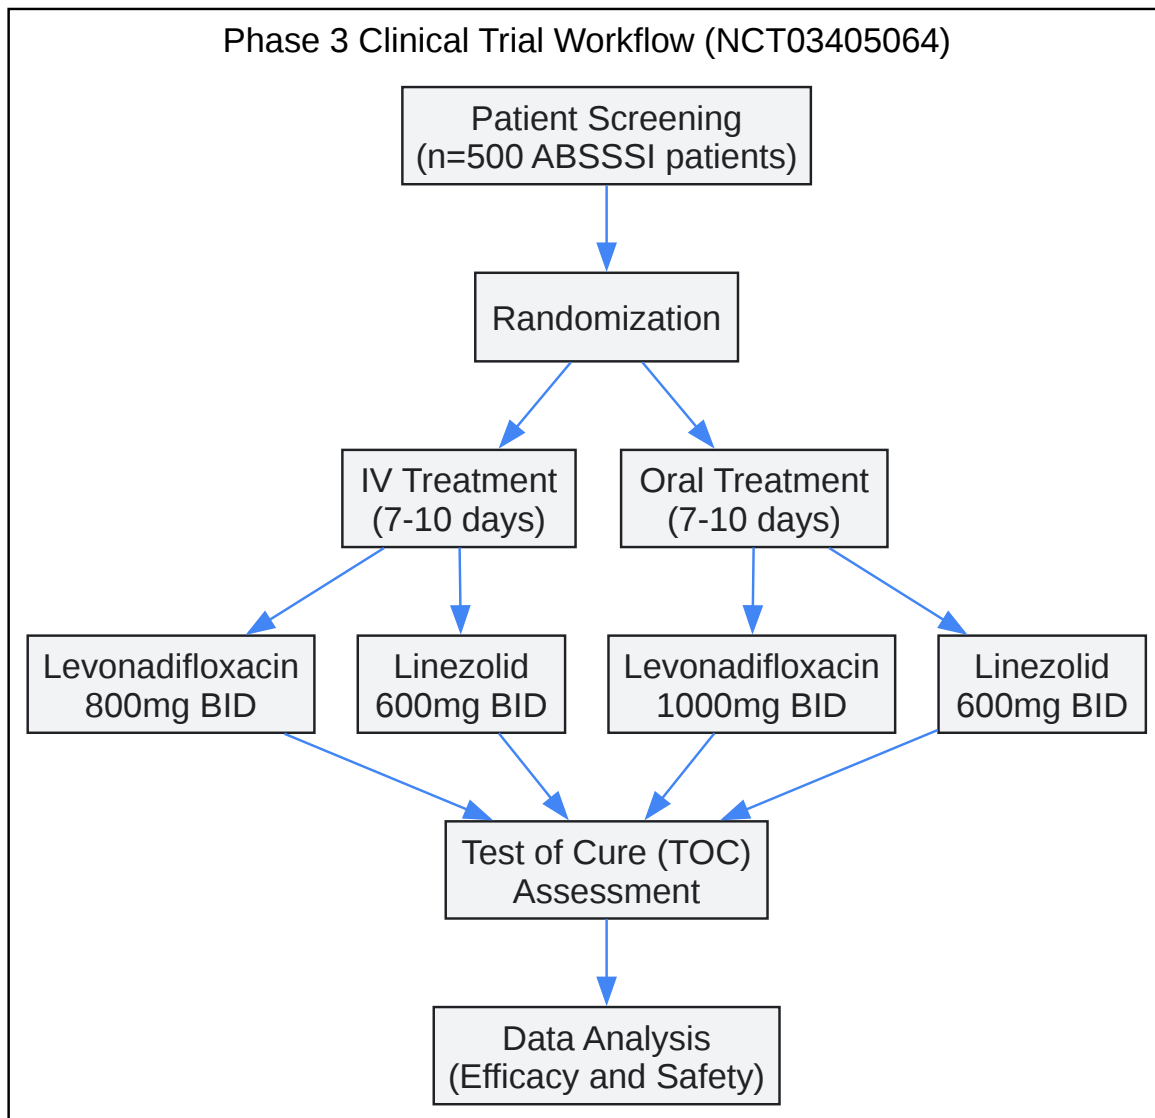 Phase 3 Clinical Trial Workflow (NCT03405064)
Patient Screening
(n=500 ABSSSI patients)
Randomization
IV Treatment
(7-10 days)
Oral Treatment
(7-10 days)
Levonadifloxacin
800mg BID
Linezolid
600mg BID
Levonadifloxacin
1000mg BID
Linezolid
600mg BID
Test of Cure (TOC)
Assessment
Data Analysis
(Efficacy and Safety)